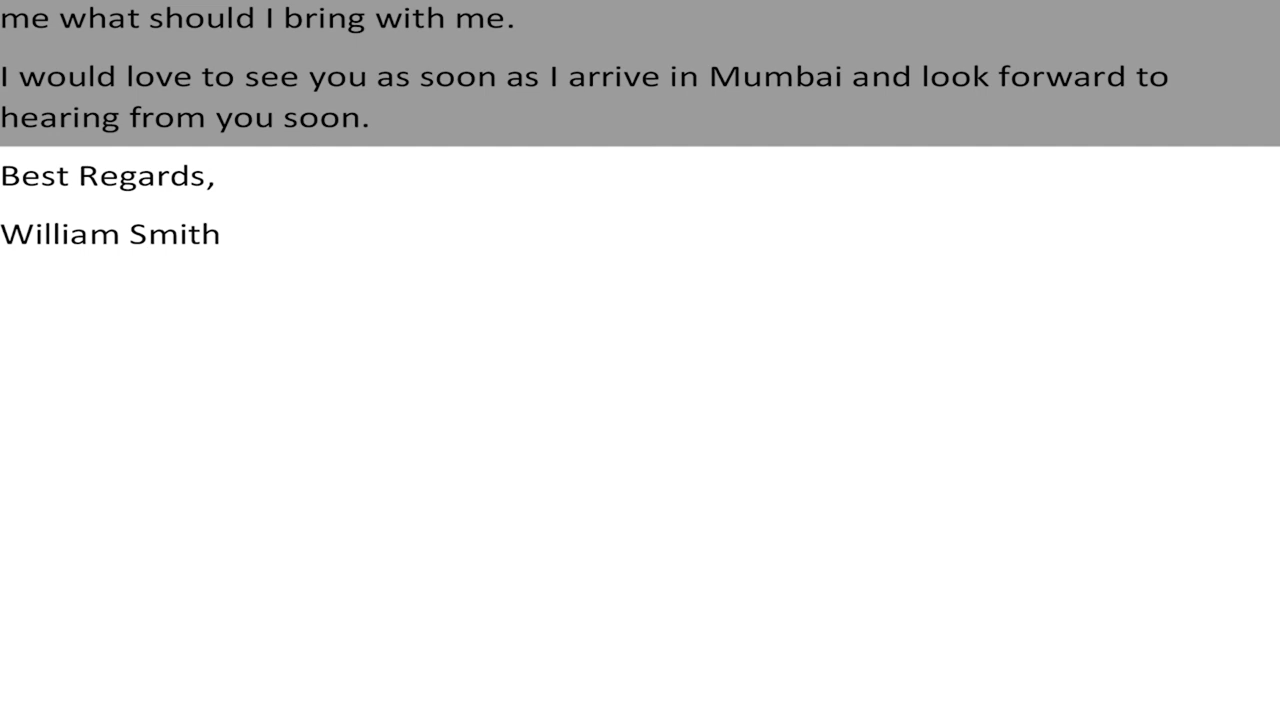 me what should I bring with me.
I would love to see you as soon as I arrive in Mumbai and look forward to
hearing from you soon.
Best Regards,
William Smith